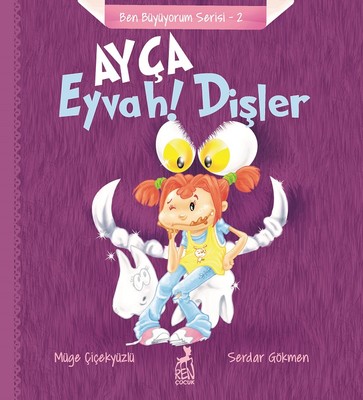 Ben Büyüyorum Serisi - 2
AYÇA
Eyvah! Dişler
Müge Çiçekyüzlü
Serdar Gökmen
REN
ÇOCUK